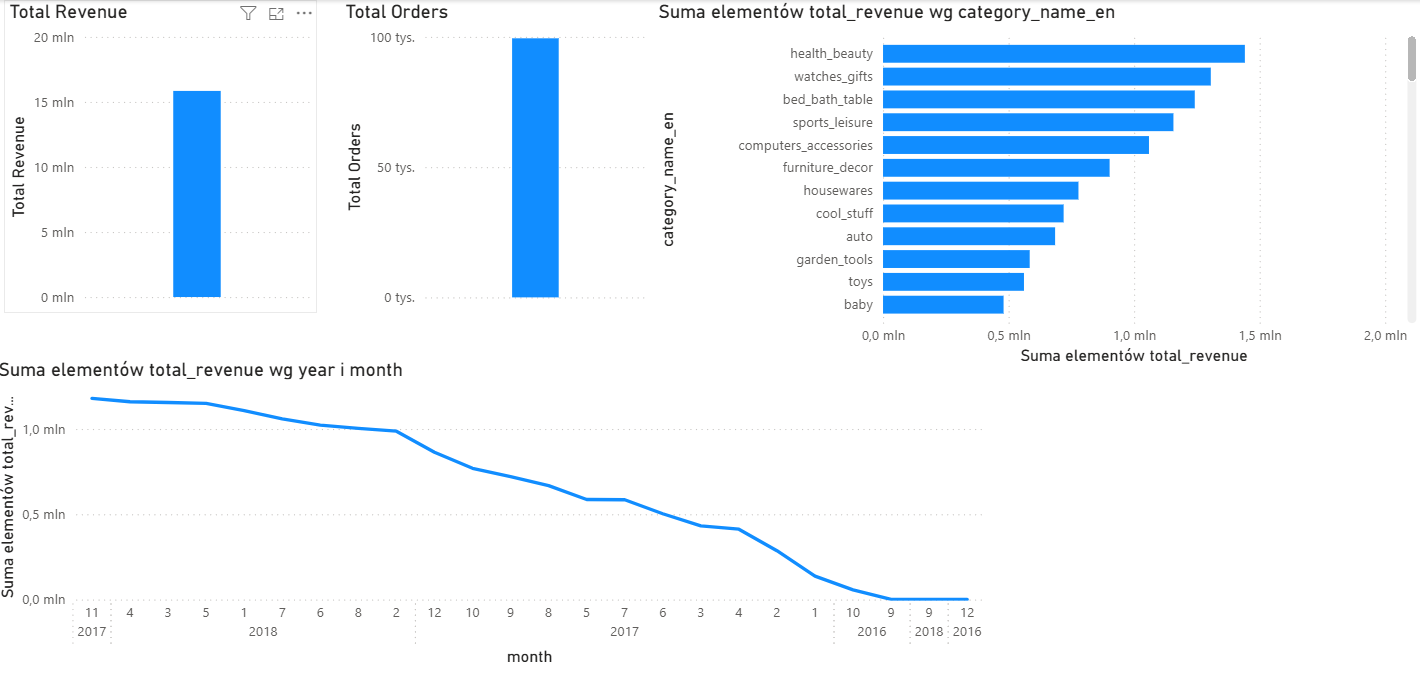 Total Revenue
Total Revenue
20 mln
15 mln
10 mln
5 mln
0 mln
Total Orders
Total Orders
100 tys.
50 tys.
0 tys.
Suma elementów total_revenue wg category_name_en
category_name_en
health_beauty
watches_gifts
bed_bath_table
sports_leisure
computers_accessories
furniture_decor
housewares
cool_stuff
auto
garden_tools
toys
baby
0,0 mln 0,5 mln 1,0 mln 1,5 mln 2,0 mln
Suma elementów total_revenue
Suma elementów total_revenue wg year i month
Suma elementów total_rev...
1,0 mln
0,5 mln
0,0 mln
11 4 3 5 1 7 6 8 2 12 10 9 8 5 7 6 3 4 2 1 10 9 9 12
2017 2018 2017 2016 2018 2016
month